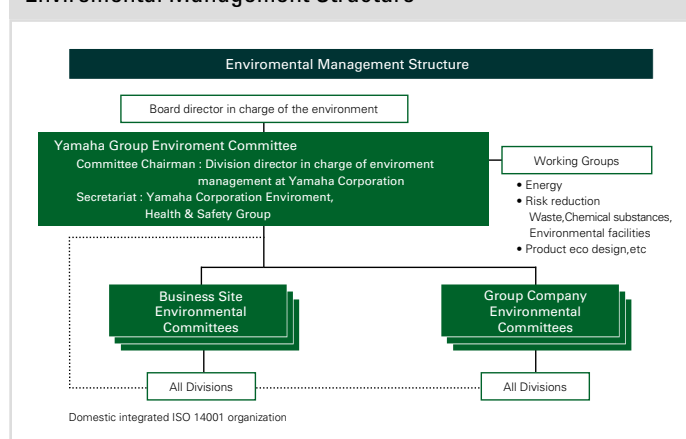 Enviromental Management Structure
Enviromental Management Structure
Board director in charge of the environment
Yamaha Group Enviroment Committee
Committee Chairman : Division director in charge of enviroment
management at Yamaha Corporation
Secretariat : Yamaha Corporation Enviroment,
Health & Safety Group
Working Groups
• Energy
• Risk reduction
Waste,Chemical substances,
Environmental facilities
• Product eco design,etc
Business Site
Environmental
Committees
Group Company
Environmental
Committees
All Divisions
All Divisions
Domestic integrated ISO 14001 organization